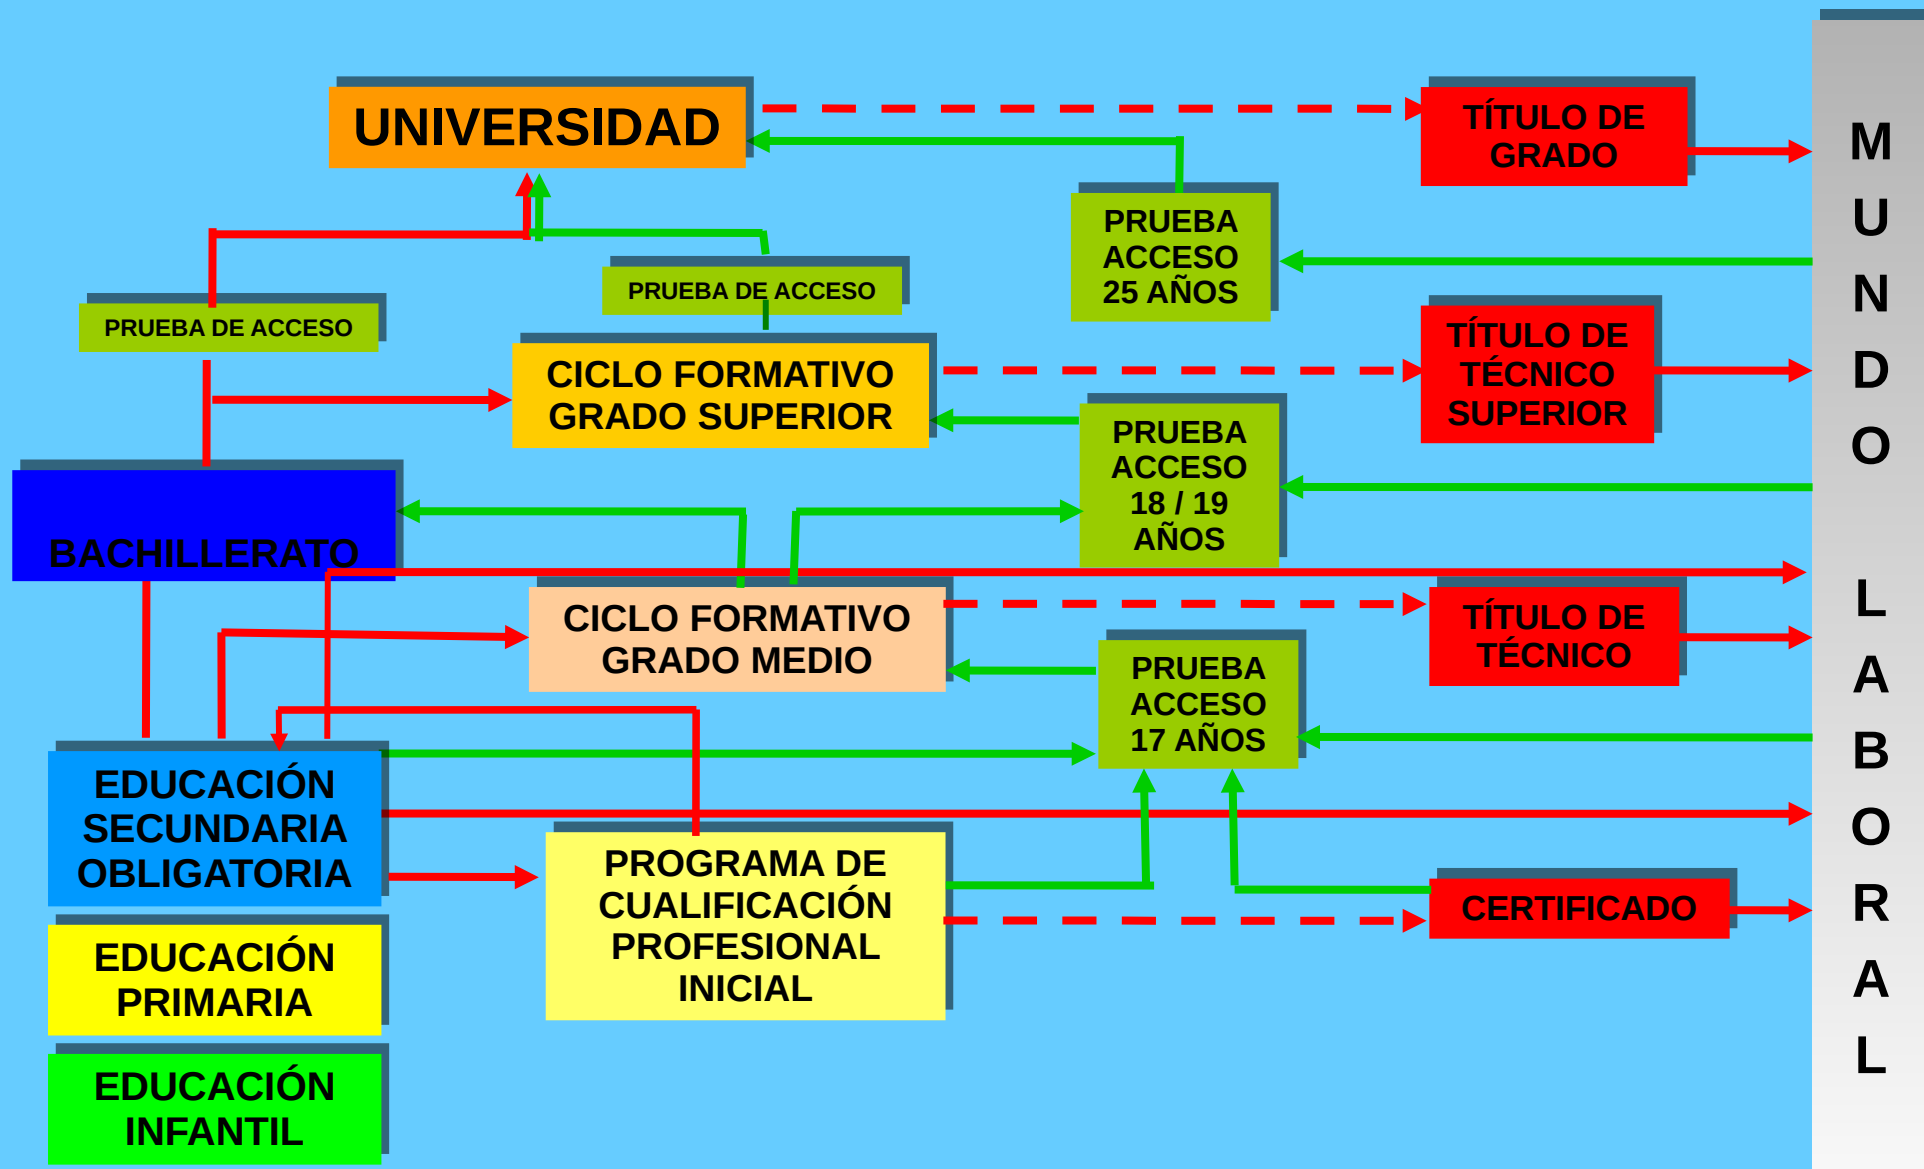 UNIVERSIDAD
TÍTULO DE
GRADO
PRUEBA
ACCESO
25 AÑOS
PRUEBA DE ACCESO
PRUEBA DE ACCESO
CICLO FORMATIVO
GRADO SUPERIOR
TÍTULO DE
TÉCNICO
SUPERIOR
PRUEBA
ACCESO
18 / 19
AÑOS
BACHILLERATO
CICLO FORMATIVO
GRADO MEDIO
TÍTULO DE
TÉCNICO
PRUEBA
ACCESO
17 AÑOS
EDUCACIÓN
SECUNDARIA
OBLIGATORIA
PROGRAMA DE
CUALIFICACIÓN
PROFESIONAL
INICIAL
CERTIFICADO
EDUCACIÓN
PRIMARIA
EDUCACIÓN
INFANTIL
M
U
N
D
O
L
A
B
O
R
A
L